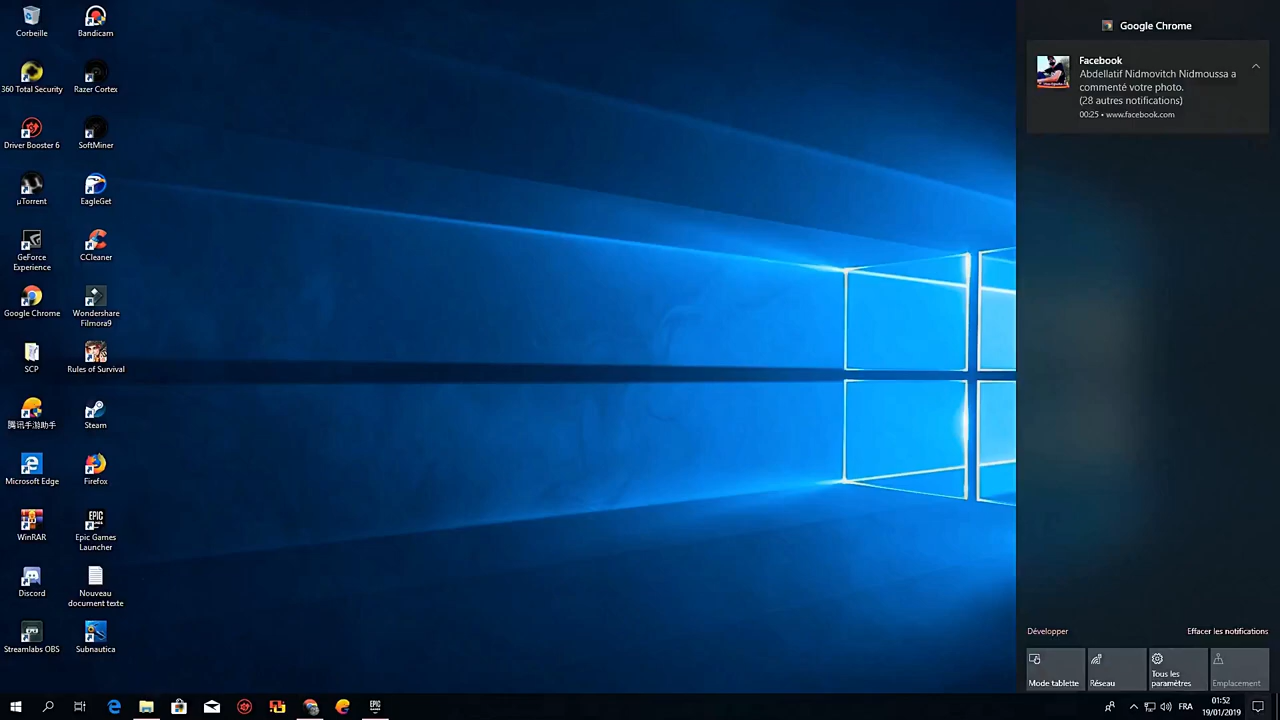 Corbeille
Bandicam
360 Total Security
Razer Cortex
Driver Booster 6
SoftMiner
µTorrent
EagleGet
GeForce
Experience
CCleaner
Google Chrome
Wondershare
Filmora9
SCP
Rules of Survival
腾讯手游助手
Steam
Microsoft Edge
Firefox
WinRAR
EPIC
GAMES
Epic Games
Launcher
Discord
Nouveau
document texte
Streamlabs OBS
Subnautica
Google Chrome
Facebook
Abdellatif Nidmovitch Nidmoussa a
commenté votre photo.
(28 autres notifications)
00:25 • www.facebook.com
Développer
Effacer les notifications
Mode tablette
Réseau
Tous les
paramètres
Emplacement
EPIC
FRA
01:52
19/01/2019